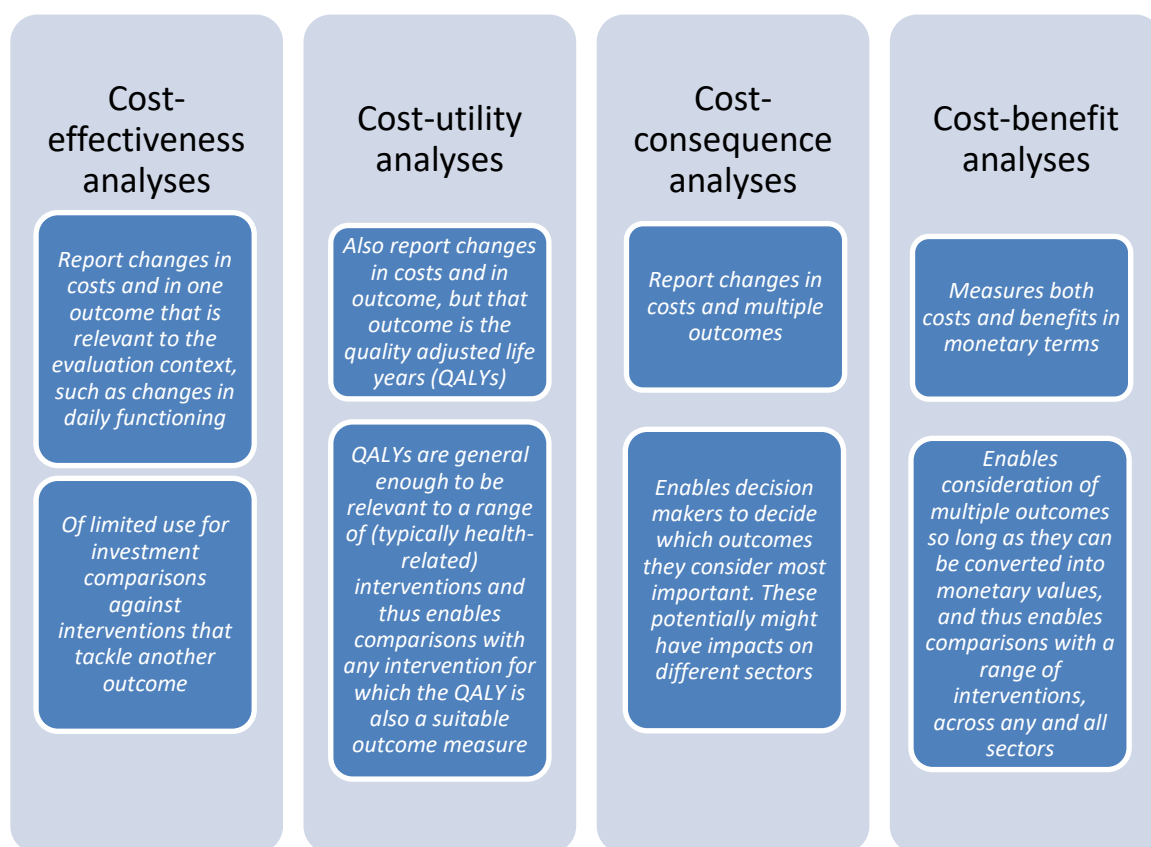 Cost-
effectiveness
analyses
Report changes in
costs and in one
outcome that is
relevant to the
evaluation context,
such as changes in
daily functioning
Of limited use for
investment
comparisons
against
interventions that
tackle another
outcome
Cost-utility
analyses
Also report changes
in costs and in
outcome, but that
outcome is the
quality adjusted life
years (QALYs)
QALYs are general
enough to be
relevant to a range
of (typically health-
related)
interventions and
thus enables
comparisons with
any intervention for
which the QALY is
also a suitable
outcome measure
Cost-
consequence
analyses
Report changes in
costs and multiple
outcomes
Enables decision
makers to decide
which outcomes
they consider most
important. These
potentially might
have impacts on
different sectors
Cost-benefit
analyses
Measures both
costs and benefits in
monetary terms
Enables
consideration of
multiple outcomes
so long as they can
be converted into
monetary values,
and thus enables
comparisons with a
range of
interventions,
across any and all
sectors